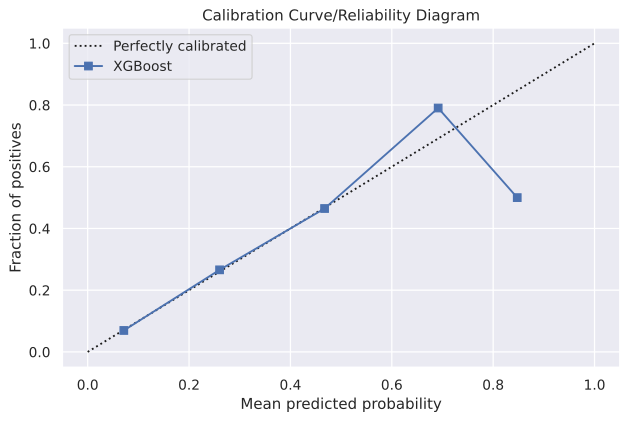 Calibration Curve/Reliability Diagram
Perfectly calibrated
XGBoost
Fraction of positives
1.0
0.8
0.6
0.4
0.2
0.0
0.0 0.2 0.4 0.6 0.8 1.0
Mean predicted probability